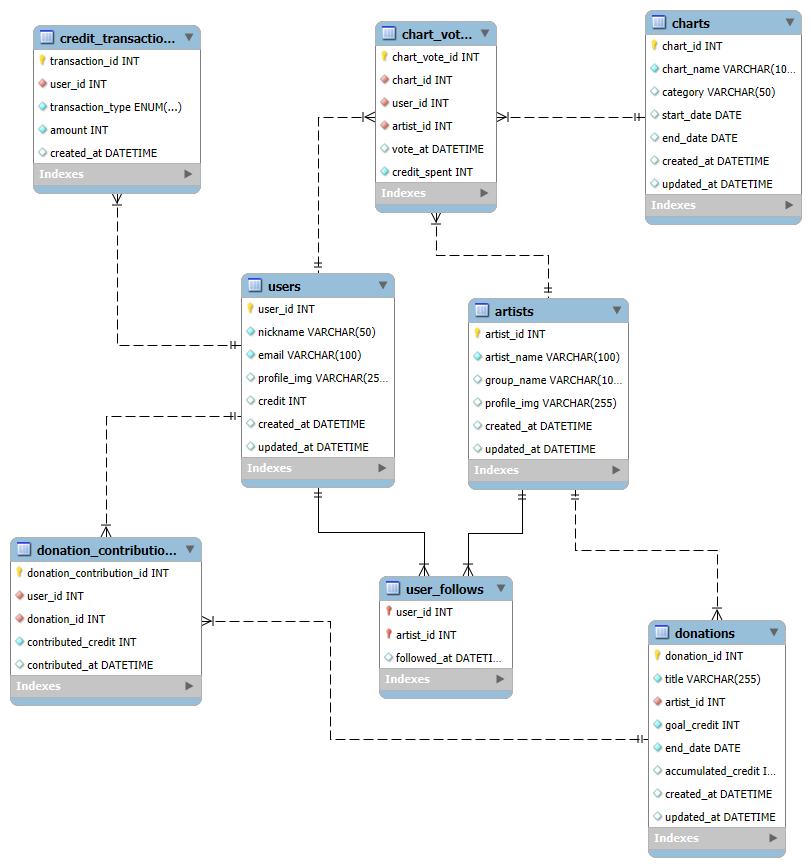 credit_transactio...
transaction_id INT
user_id INT
transaction_type ENUM(...)
amount INT
created_at DATETIME
Indexes
chart_vot...
chart_vote_id INT
chart_id INT
user_id INT
artist_id INT
vote_at DATETIME
credit_spent INT
Indexes
charts
chart_id INT
chart_name VARCHAR(10...
category VARCHAR(50)
start_date DATE
end_date DATE
created_at DATETIME
updated_at DATETIME
Indexes
users
user_id INT
nickname VARCHAR(50)
email VARCHAR(100)
profile_img VARCHAR(25...
credit INT
created_at DATETIME
updated_at DATETIME
Indexes
artists
artist_id INT
artist_name VARCHAR(100)
group_name VARCHAR(10...
profile_img VARCHAR(255)
created_at DATETIME
updated_at DATETIME
Indexes
donation_contributio...
donation_contribution_id INT
user_id INT
donation_id INT
contributed_credit INT
contributed_at DATETIME
Indexes
user_follows
user_id INT
artist_id INT
followed_at DATETI...
Indexes
donations
donation_id INT
title VARCHAR(255)
artist_id INT
goal_credit INT
end_date DATE
accumulated_credit I...
created_at DATETIME
updated_at DATETIME
Indexes